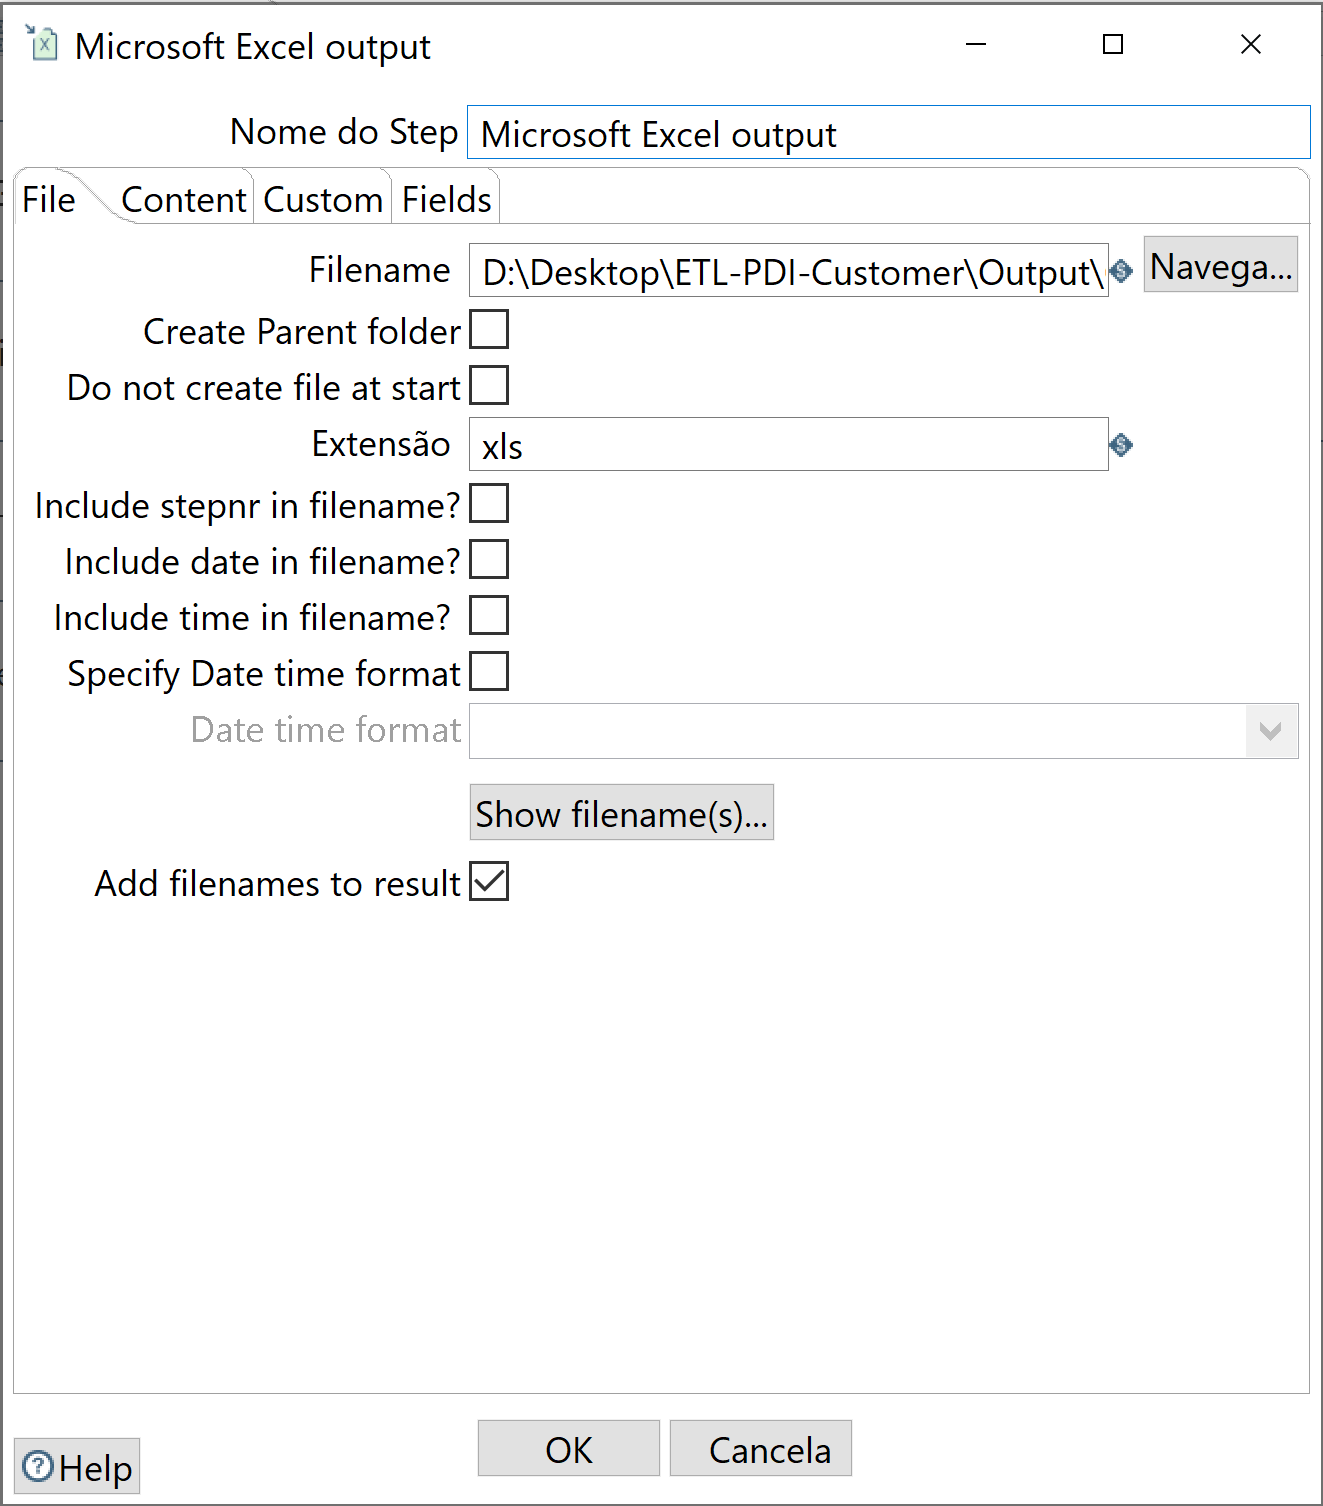 Microsoft Excel output
Nome do Step Microsoft Excel output
File Content Custom Fields
Filename D:\Desktop\ETL-PDI-Customer\Output\ Navega...
Create Parent folder
Do not create file at start
Extensão xls
Include stepnr in filename?
Include date in filename?
Include time in filename?
Specify Date time format
Date time format
Show filename(s)...
Add filenames to result
OK Cancela
Help